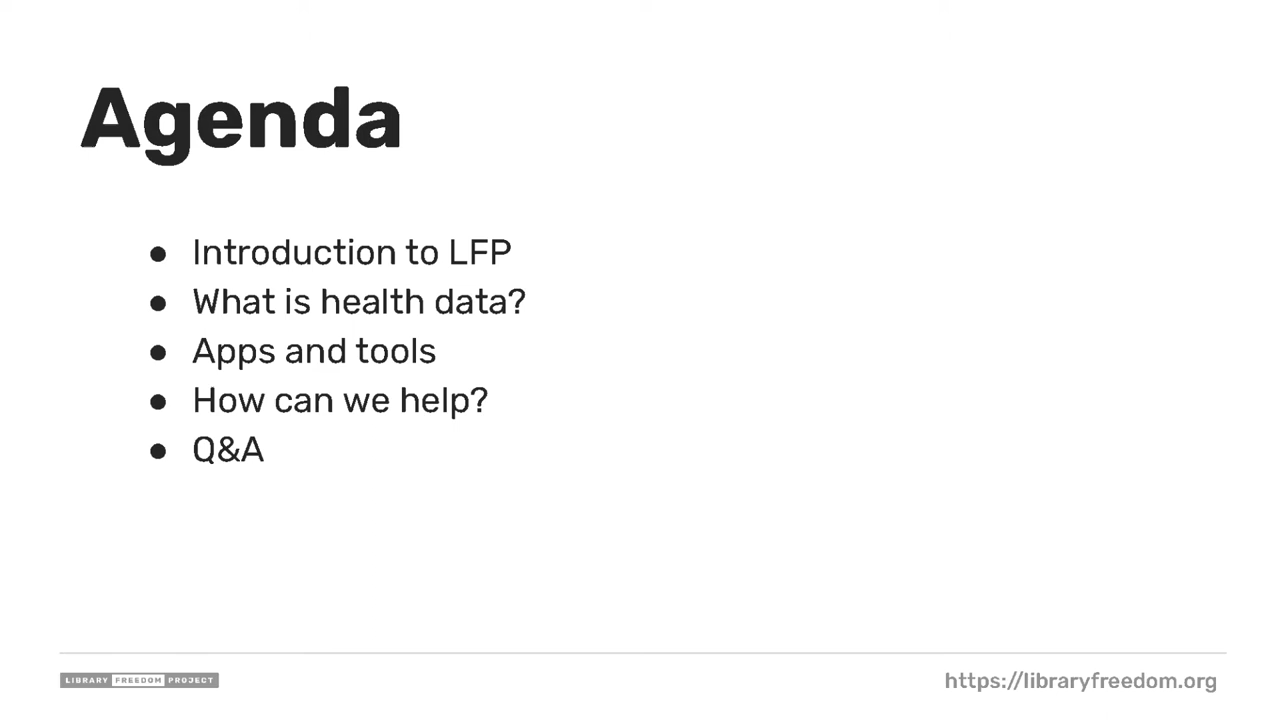 Agenda
● Introduction to LFP
● What is health data?
● Apps and tools
● How can we help?
● Q&A
LIBRARY FREEDOM PROJECT
https://libraryfreedom.org